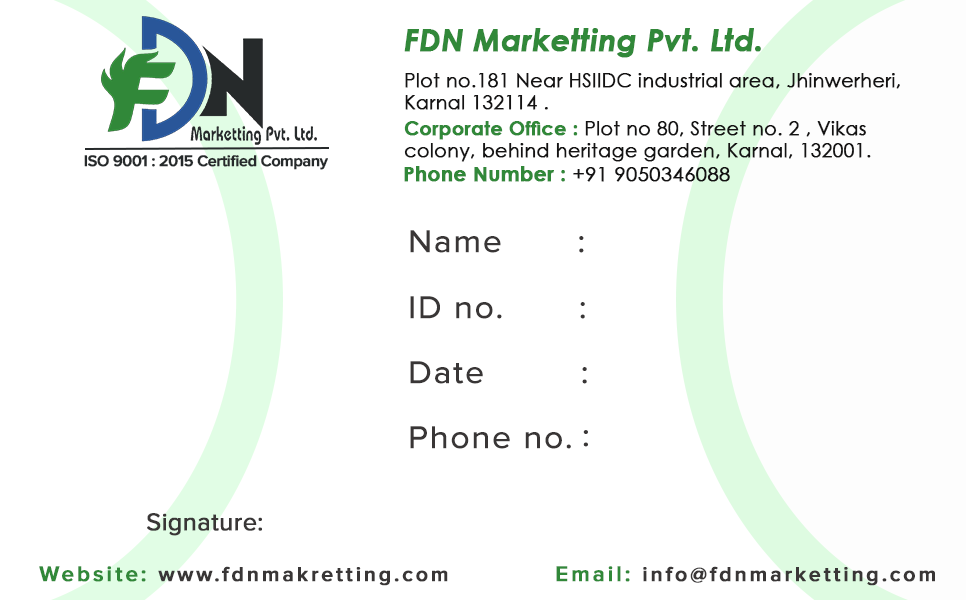 FDN
Marketting Pvt. Ltd.
ISO 9001 : 2015 Certified Company
FDN Marketting Pvt. Ltd.
Plot no.181 Near HSIIDC industrial area, Jhinwerheri,
Karnal 132114 .
Corporate Office : Plot no 80, Street no. 2 , Vikas
colony, behind heritage garden, Karnal, 132001.
Phone Number : +91 9050346088
Name :
ID no. :
Date :
Phone no. :
Signature:
Website: www.fdnmakretting.com
Email: info@fdnmarketting.com